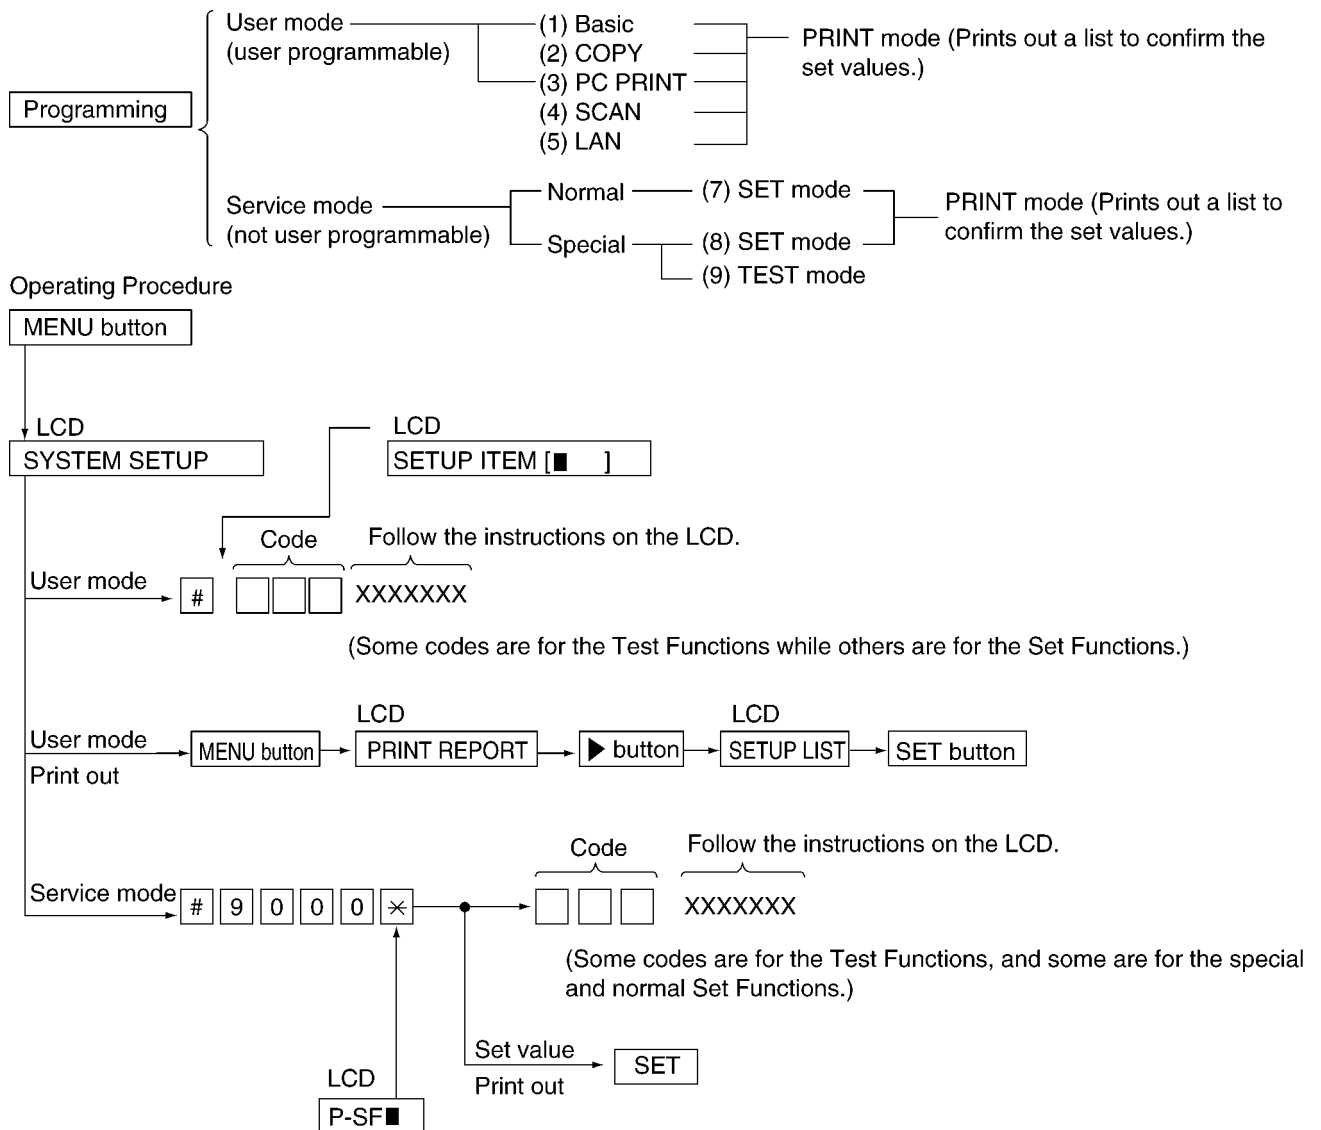 User mode
(user programmable)
(1) Basic
(2) COPY
(3) PC PRINT
(4) SCAN
(5) LAN
PRINT mode (Prints out a list to confirm the
set values.)
Programming
Service mode
(not user programmable)
Normal
(7) SET mode
Special
(8) SET mode
(9) TEST mode
PRINT mode (Prints out a list to
confirm the set values.)
Operating Procedure
MENU button
LCD
SYSTEM SETUP
LCD
SETUP ITEM [■ ]
Code
Follow the instructions on the LCD.
User mode
#
XXXXXXX
(Some codes are for the Test Functions while others are for the Set Functions.)
User mode
Print out
MENU button
LCD
PRINT REPORT
▶ button
LCD
SETUP LIST
SET button
Code
Follow the instructions on the LCD.
Service mode
# 9 0 0 0 *
XXXXXXX
(Some codes are for the Test Functions, and some are for the special
and normal Set Functions.)
Set value
Print out
SET
LCD
P-SF■